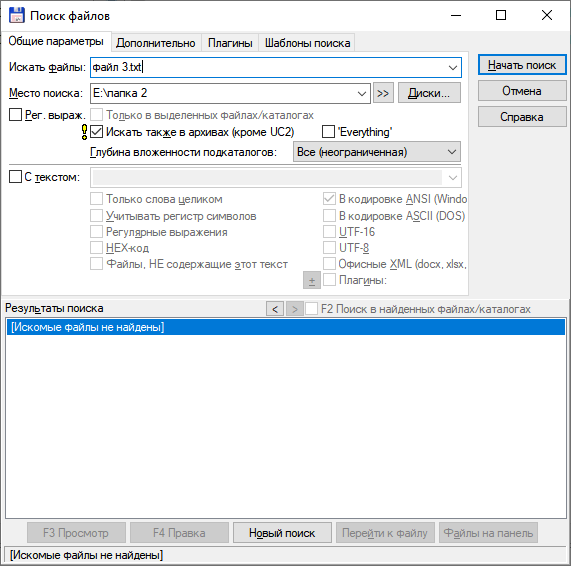 Поиск файлов
Общие параметры Дополнительно Плагины Шаблоны поиска
Искать файлы: файл 3.txt Начать поиск
Место поиска: E:\папка 2 >> Диски... Отмена
Рег. выраж. Только в выделенных файлах/каталогах Справка
Искать также в архивах (кроме UC2) 'Everything'
Глубина вложенности подкаталогов: Все (неограниченная)
С текстом:
Только слова целиком В кодировке ANSI (Windo
Учитывать регистр символов В кодировке ASCII (DOS)
Регулярные выражения UTF-16
HEX-код UTF-8
Файлы, НЕ содержащие этот текст Офисные XML (docx, xlsx,
± Плагины:
Результаты поиска < > F2 Поиск в найденных файлах/каталогах
[Искомые файлы не найдены]
F3 Просмотр F4 Правка Новый поиск Перейти к файлу Файлы на панель
[Искомые файлы не найдены]